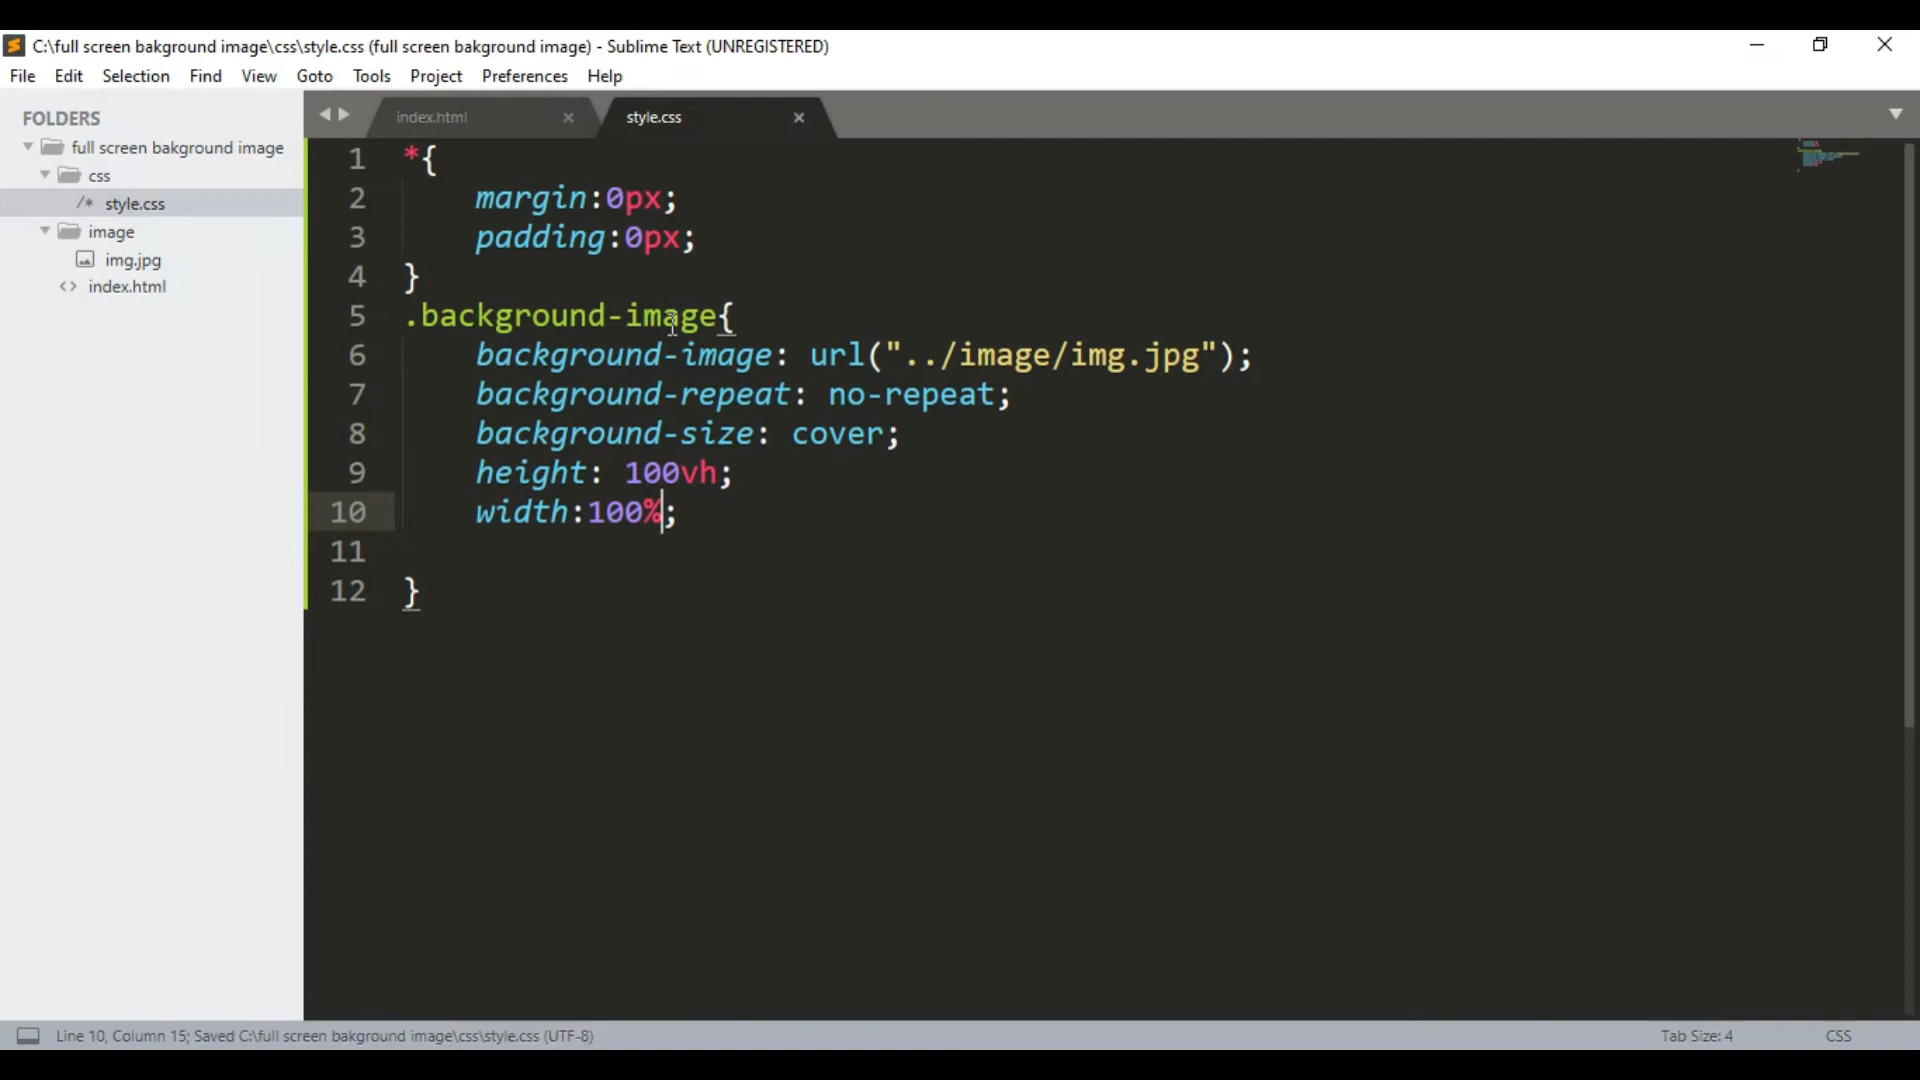 C:\full screen bakground image\css\style.css (full screen bakground image) - Sublime Text (UNREGISTERED)
File Edit Selection Find View Goto Tools Project Preferences Help
FOLDERS
full screen bakground image
css
/* style.css
image
img.jpg
<> index.html
index.html × style.css ×
1 *{
2     margin:0px;
3     padding:0px;
4 }
5 .background-image{
6     background-image: url("../image/img.jpg");
7     background-repeat: no-repeat;
8     background-size: cover;
9     height: 100vh;
10     width:100%;
11
12 }
Line 10, Column 15; Saved C:\full screen bakground image\css\style.css (UTF-8) Tab Size: 4 CSS